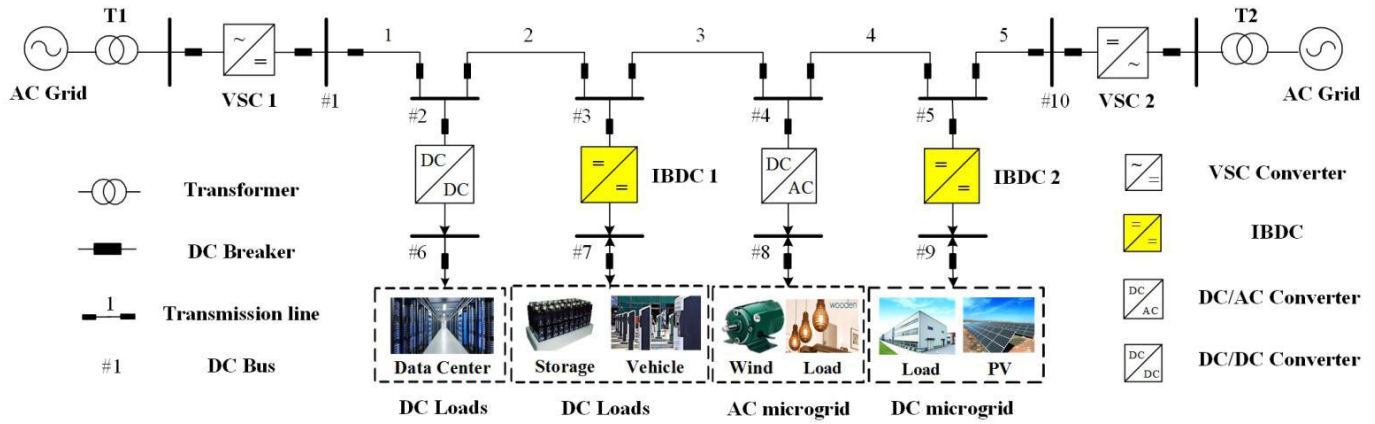 T1
1
2
3
4
5
T2
~
=
=
~
AC Grid
VSC 1
#1
#10
VSC 2
AC Grid
#2
#3
#4
#5
DC
DC
=
=
IBDC 1
DC
AC
=
=
IBDC 2
Transformer
~
=
VSC Converter
DC Breaker
=
=
IBDC
#6
#7
#8
#9
1
Transmission line
wooden
DC
AC
DC/AC Converter
#1
DC Bus
Data Center
Storage
Vehicle
Wind
Load
Load
PV
DC
DC
DC/DC Converter
DC Loads
DC Loads
AC microgrid
DC microgrid